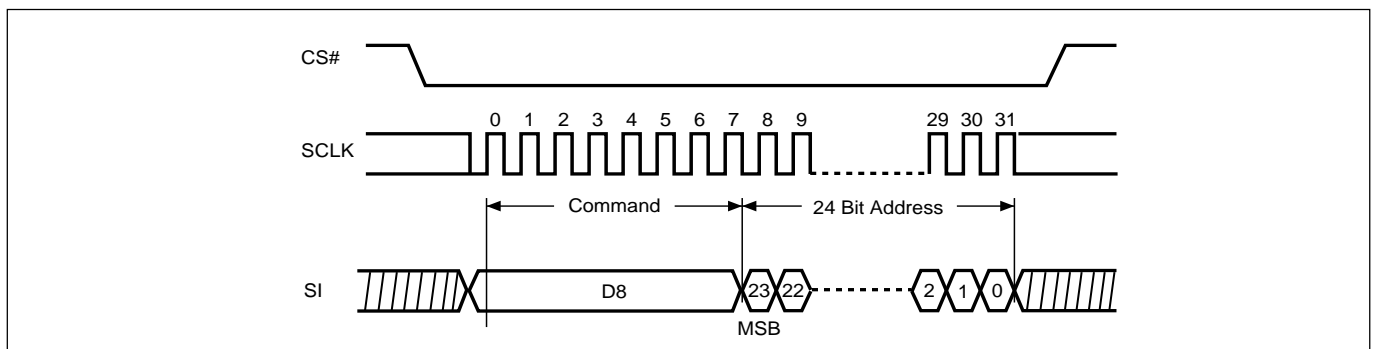 CS#
0 1 2 3 4 5 6 7 8 9 29 30 31
SCLK
Command 24 Bit Address
SI D8 23 22 2 1 0
MSB